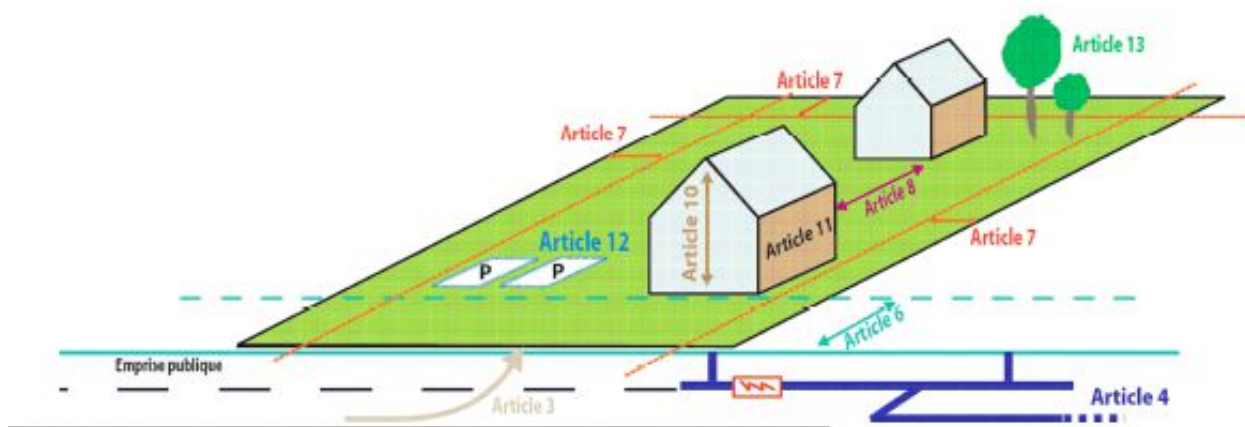 Article 13
Article 7
Article 7
Article 8
Article 10
Article 11
Article 7
Article 12
P
P
Article 6
Emprise publique
Article 3
Article 4